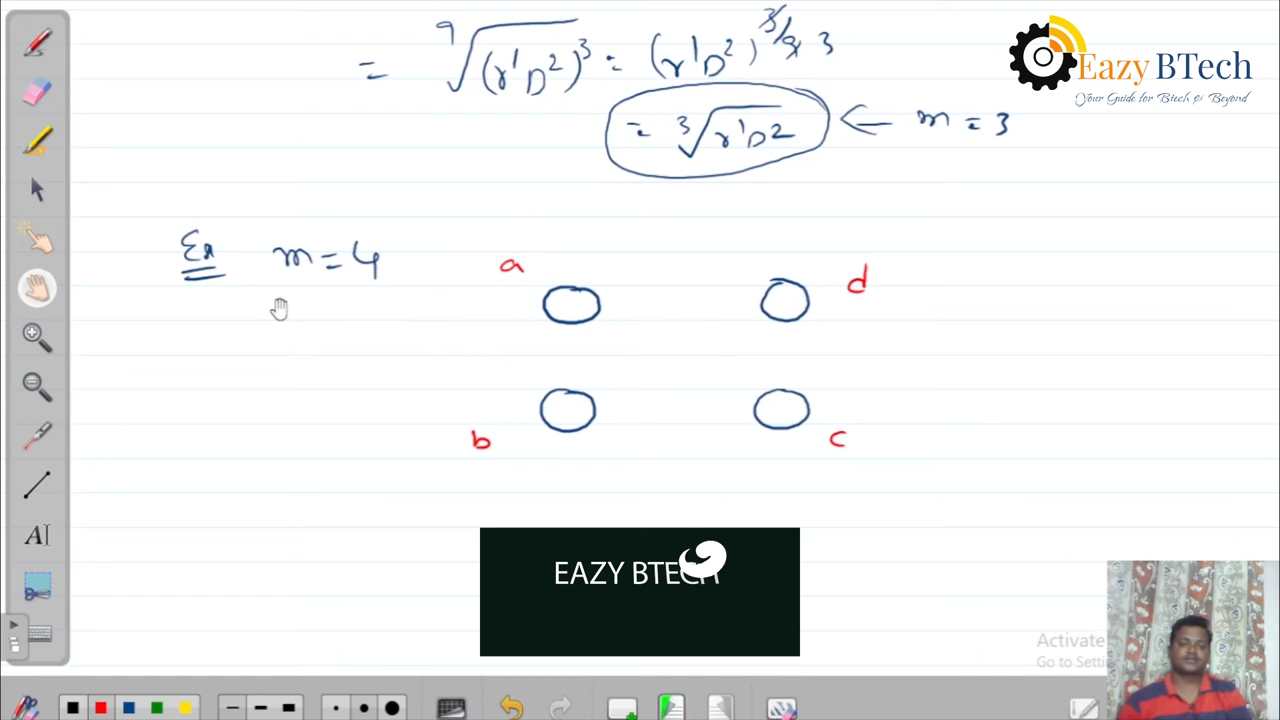 = ⁹√(r'D²)³ = (r'D²)^3/9 3
= ³√r'D² ← m = 3
Eazy BTech
Your Guide for Btech & Beyond
Ex m = 4
a
d
b
c
EAZY BTECH
Activate
Go to Setti
A